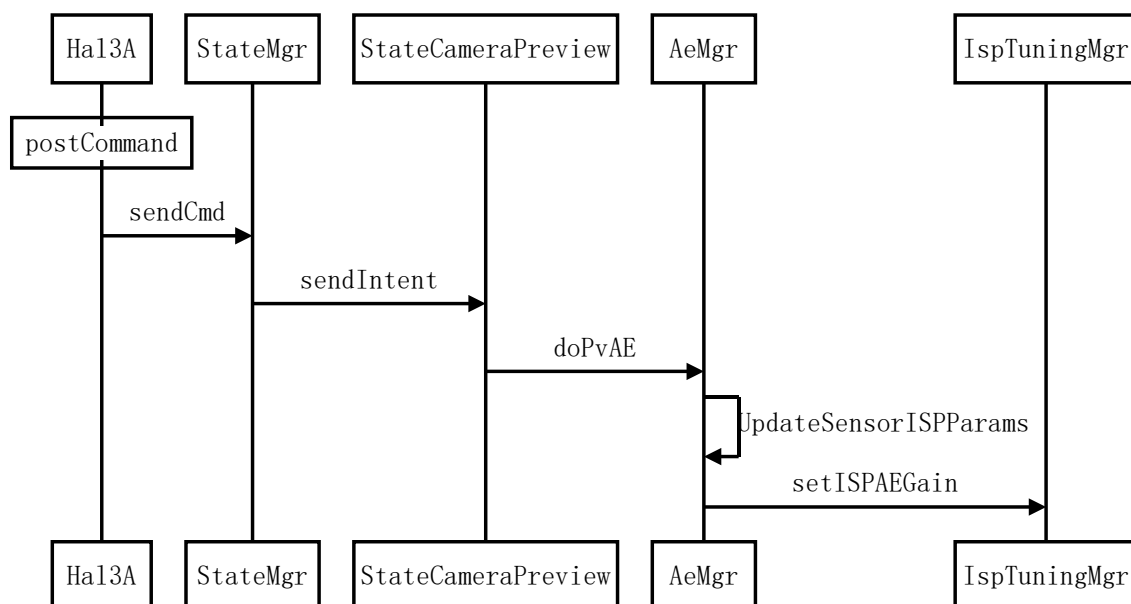 Hal3A
StateMgr
StateCameraPreview
AeMgr
IspTuningMgr
postCommand
sendCmd
sendIntent
doPvAE
UpdateSensorISPParams
setISPAEGain
Hal3A
StateMgr
StateCameraPreview
AeMgr
IspTuningMgr